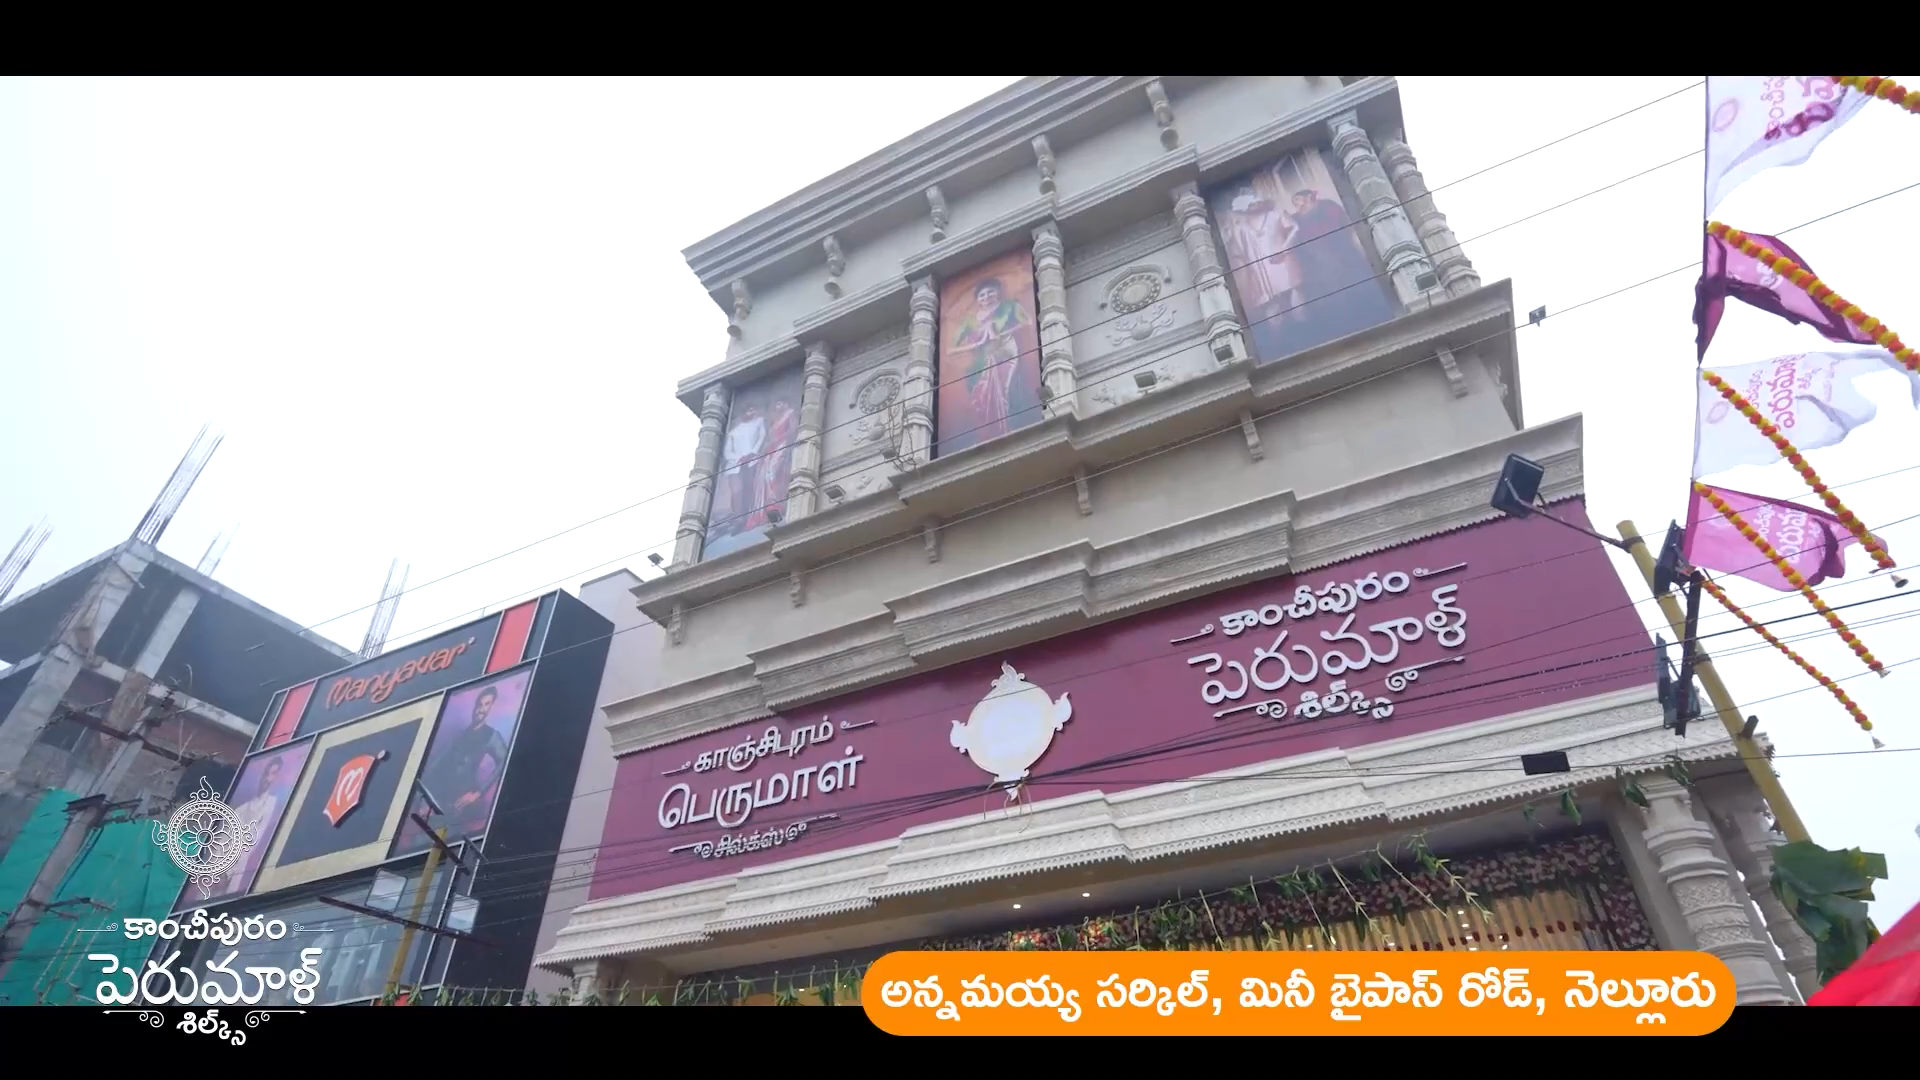 Manyavar
காஞ்சிபுரம்
பெருமாள்
சில்க்ஸ்
కాంచీపురం
పెరుమాళ్
శిల్క్స్
కాంచీపురం
పెరుమాళ్
శిల్క్స్
అన్నమయ్య సర్కిల్, మినీ బైపాస్ రోడ్, నెల్లూరు